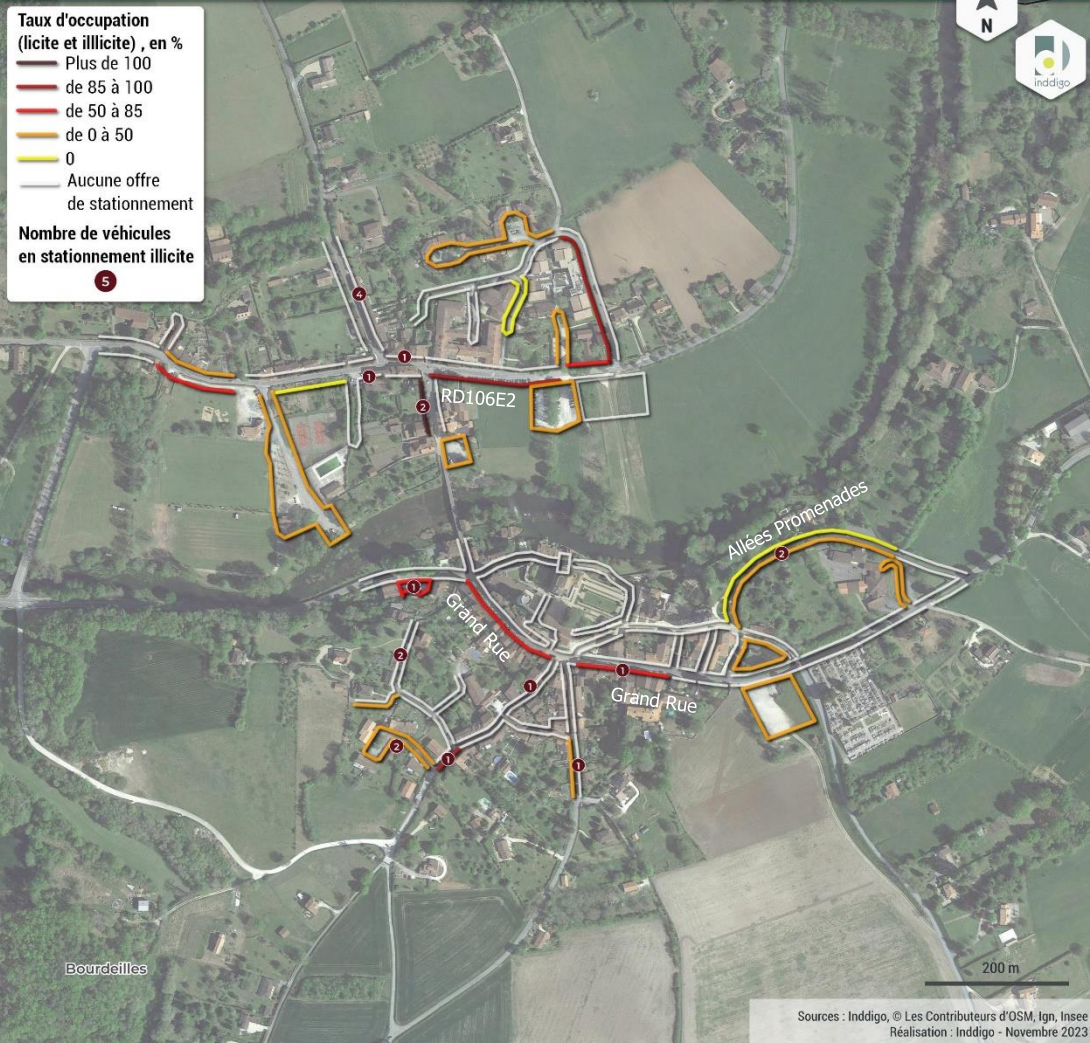 Taux d'occupation
(licite et illlicite) , en %
Plus de 100
de 85 à 100
de 50 à 85
de 0 à 50
0
Aucune offre
de stationnement
Nombre de véhicules
en stationnement illicite
5
N
inddigo
4
1
1
2
RD106E2
Allées Promenades
2
1
Grand Rue
2
1
1
Grand Rue
2
1
1
Bourdeilles
200 m
Sources : Inddigo, © Les Contributeurs d'OSM, Ign, Insee
Réalisation : Inddigo - Novembre 2023